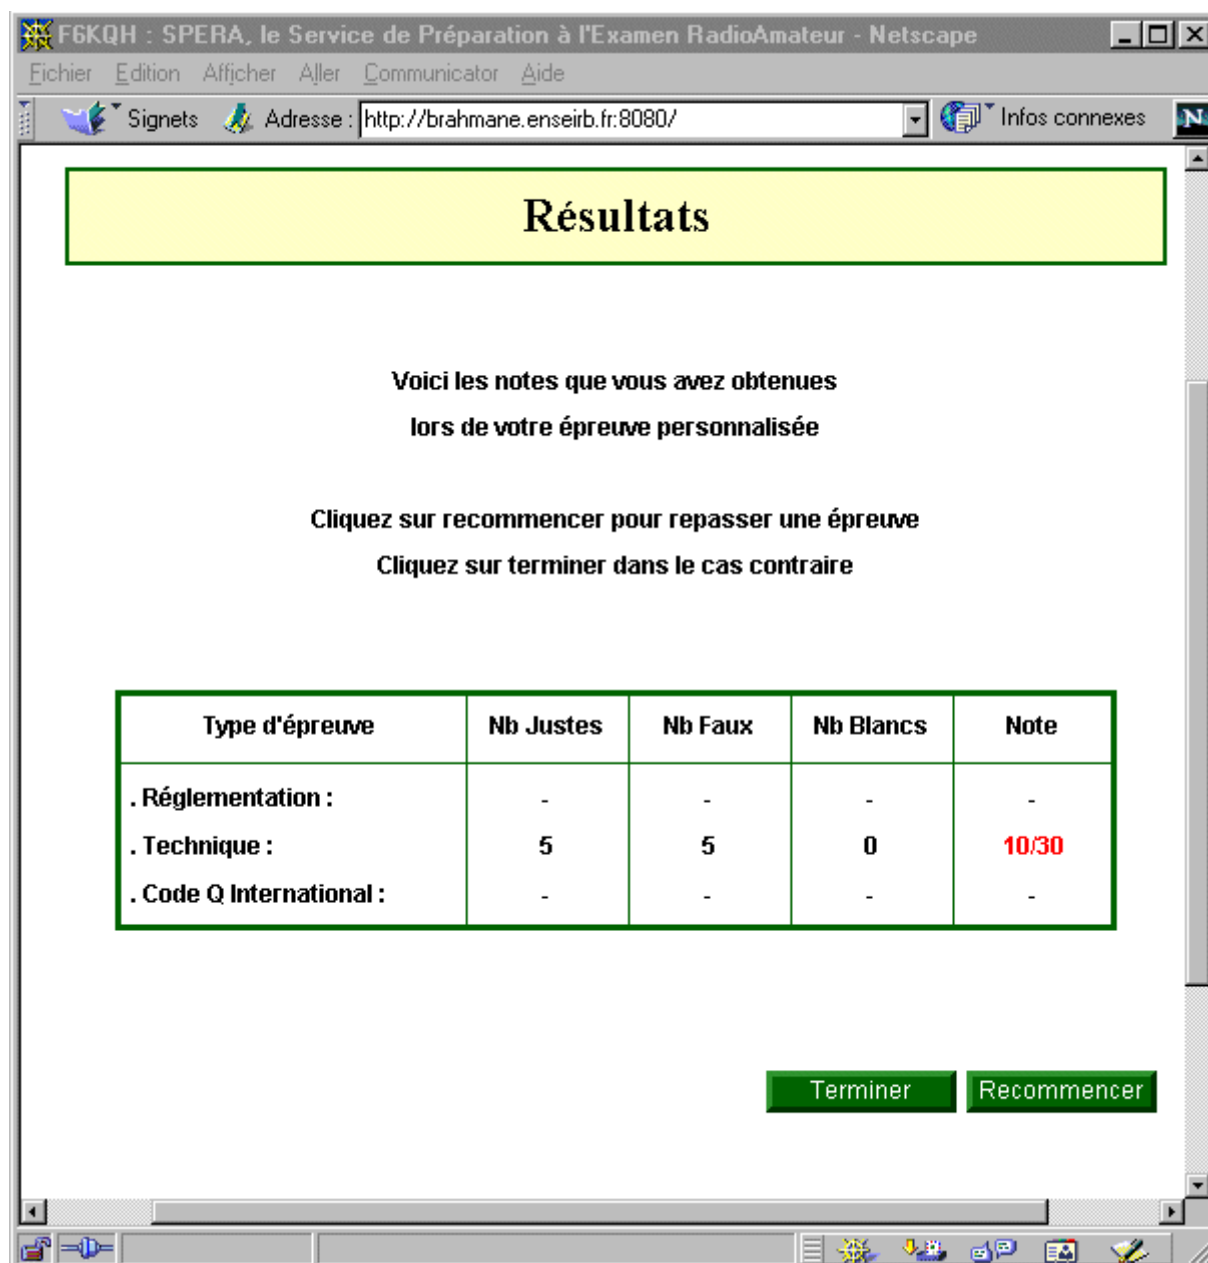 F6KQH : SPERA, le Service de Préparation à l'Examen RadioAmateur - Netscape
Fichier Edition Afficher Aller Communicator Aide
Signets Adresse : http://brahmane.enseirb.fr:8080/ Infos connexes N
Résultats
Voici les notes que vous avez obtenues
lors de votre épreuve personnalisée
Cliquez sur recommencer pour repasser une épreuve
Cliquez sur terminer dans le cas contraire
Type d'épreuve Nb Justes Nb Faux Nb Blancs Note
. Réglementation : - - - -
. Technique : 5 5 0 10/30
. Code Q International : - - - -
Terminer Recommencer